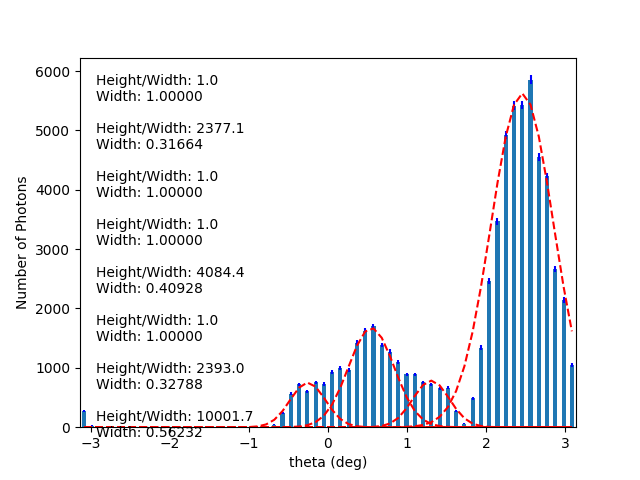 Height/Width: 1.0
Width: 1.00000
Height/Width: 2377.1
Width: 0.31664
Height/Width: 1.0
Width: 1.00000
Height/Width: 1.0
Width: 1.00000
Height/Width: 4084.4
Width: 0.40928
Height/Width: 1.0
Width: 1.00000
Height/Width: 2393.0
Width: 0.32788
Height/Width: 10001.7
Width: 0.56232
Number of Photons
6000
5000
4000
3000
2000
1000
0
−3 −2 −1 0 1 2 3
theta (deg)